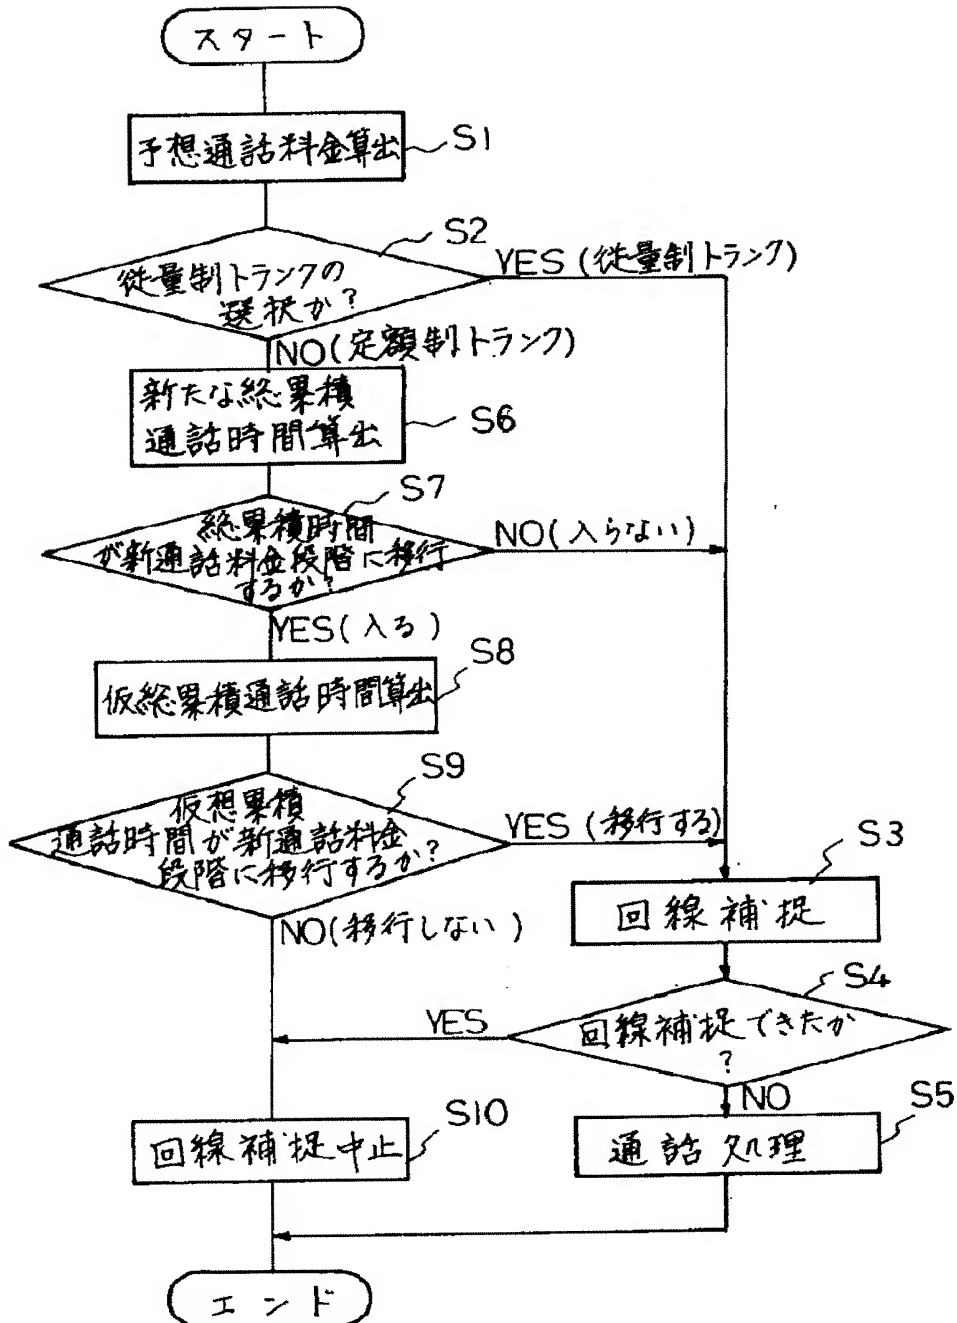 スタート
予想通話料金算出
S1
S2
従量制トランクの
選択か?
YES (従量制トランク)
NO(定額制トランク)
新たな総累積
通話時間算出
S6
S7
総累積時間
が新通話料金段階に移行
するか?
NO(入らない)
YES(入る)
S8
仮総累積通話時間算出
S9
仮想累積
通話時間が新通話料金
段階に移行するか?
YES (移行する)
NO(移行しない)
S3
回線補捉
S4
回線補捉できたか
?
YES
NO
S5
通話処理
S10
回線補捉中止
エンド